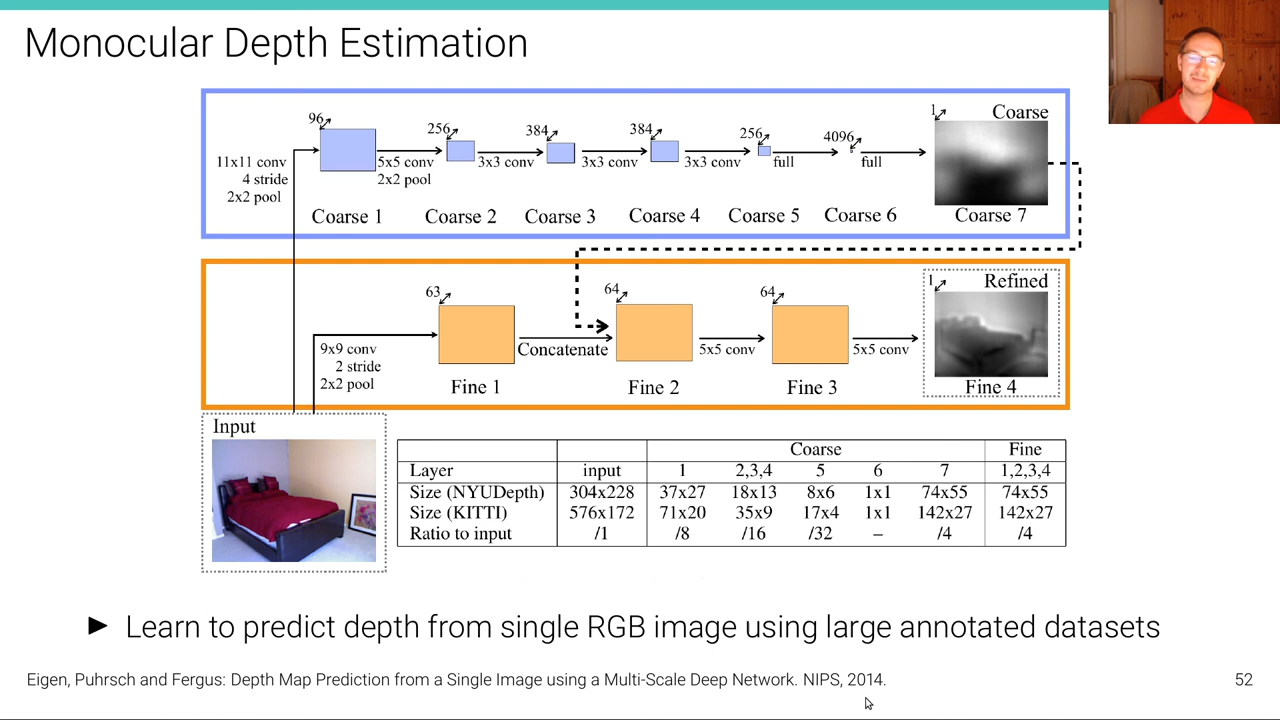 Monocular Depth Estimation
96
256
384
384
256
4096
1
Coarse
11x11 conv
4 stride
2x2 pool
5x5 conv
2x2 pool
3x3 conv
3x3 conv
3x3 conv
full
full
Coarse 1
Coarse 2
Coarse 3
Coarse 4
Coarse 5
Coarse 6
Coarse 7
63
64
64
1
Refined
9x9 conv
2 stride
2x2 pool
Concatenate
5x5 conv
5x5 conv
Fine 1
Fine 2
Fine 3
Fine 4
Input
Coarse Fine
Layer input 1 2,3,4 5 6 7 1,2,3,4
Size (NYUDepth) 304x228 37x27 18x13 8x6 1x1 74x55 74x55
Size (KITTI) 576x172 71x20 35x9 17x4 1x1 142x27 142x27
Ratio to input /1 /8 /16 /32 – /4 /4
► Learn to predict depth from single RGB image using large annotated datasets
Eigen, Puhrsch and Fergus: Depth Map Prediction from a Single Image using a Multi-Scale Deep Network. NIPS, 2014.
52